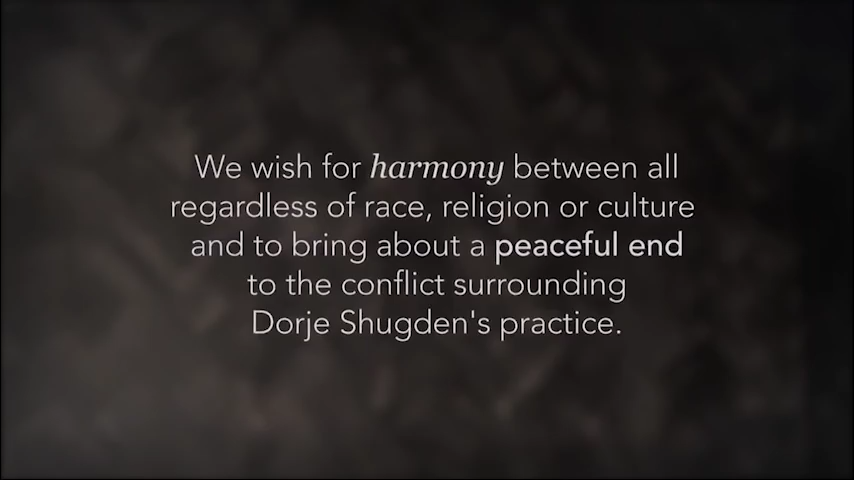 We wish for harmony between all
regardless of race, religion or culture
and to bring about a peaceful end
to the conflict surrounding
Dorje Shugden's practice.